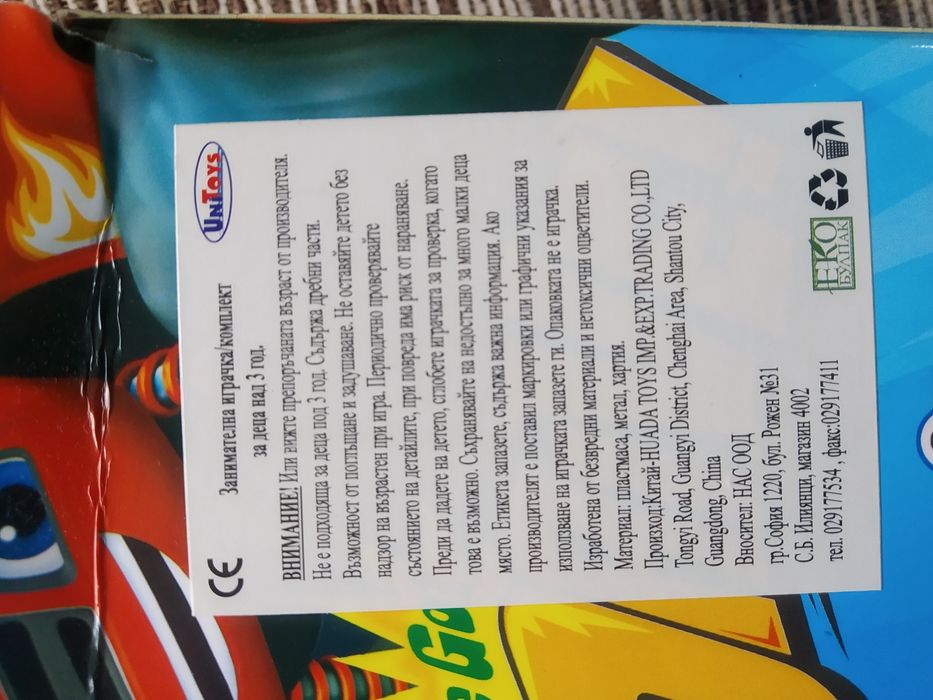 CE
UNITOYS
Занимателна играчка/комплект
за деца над 3 год.
ВНИМАНИЕ! Или вижте препоръчаната възраст от производителя.
Не е подходяща за деца под 3 год. Съдържа дребни части.
Възможност от поглъщане и задушаване. Не оставяйте детето без
надзор на възрастен при игра. Периодично проверявайте
състоянието на детайлите, при повреда има риск от нараняване.
Преди да дадете на детето, сглобете играчката за проверка, когато
това е възможно. Съхранявайте на недостъпно за много малки деца
място. Етикета запазете, съдържа важна информация. Ако
производителят е поставил маркировки или графични указания за
използване на играчката запазете ги. Опаковката не е играчка.
Изработена от безвредни материали и нетоксични оцветители.
Материал: пластмаса, метал, хартия.
Произход:Китай-HUADA TOYS IMP.&EXP.TRADING CO.,LTD
Tongyi Road, Guangyi District, Chenghai Area, Shantou City,
Guangdong, China
Вносител: НАС ООД
гр.София 1220, бул. Рожен №31
С.Б. Илиянци, магазин 4002
тел. 029177534 , факс:029177411
ЕКО
БУЛПАК